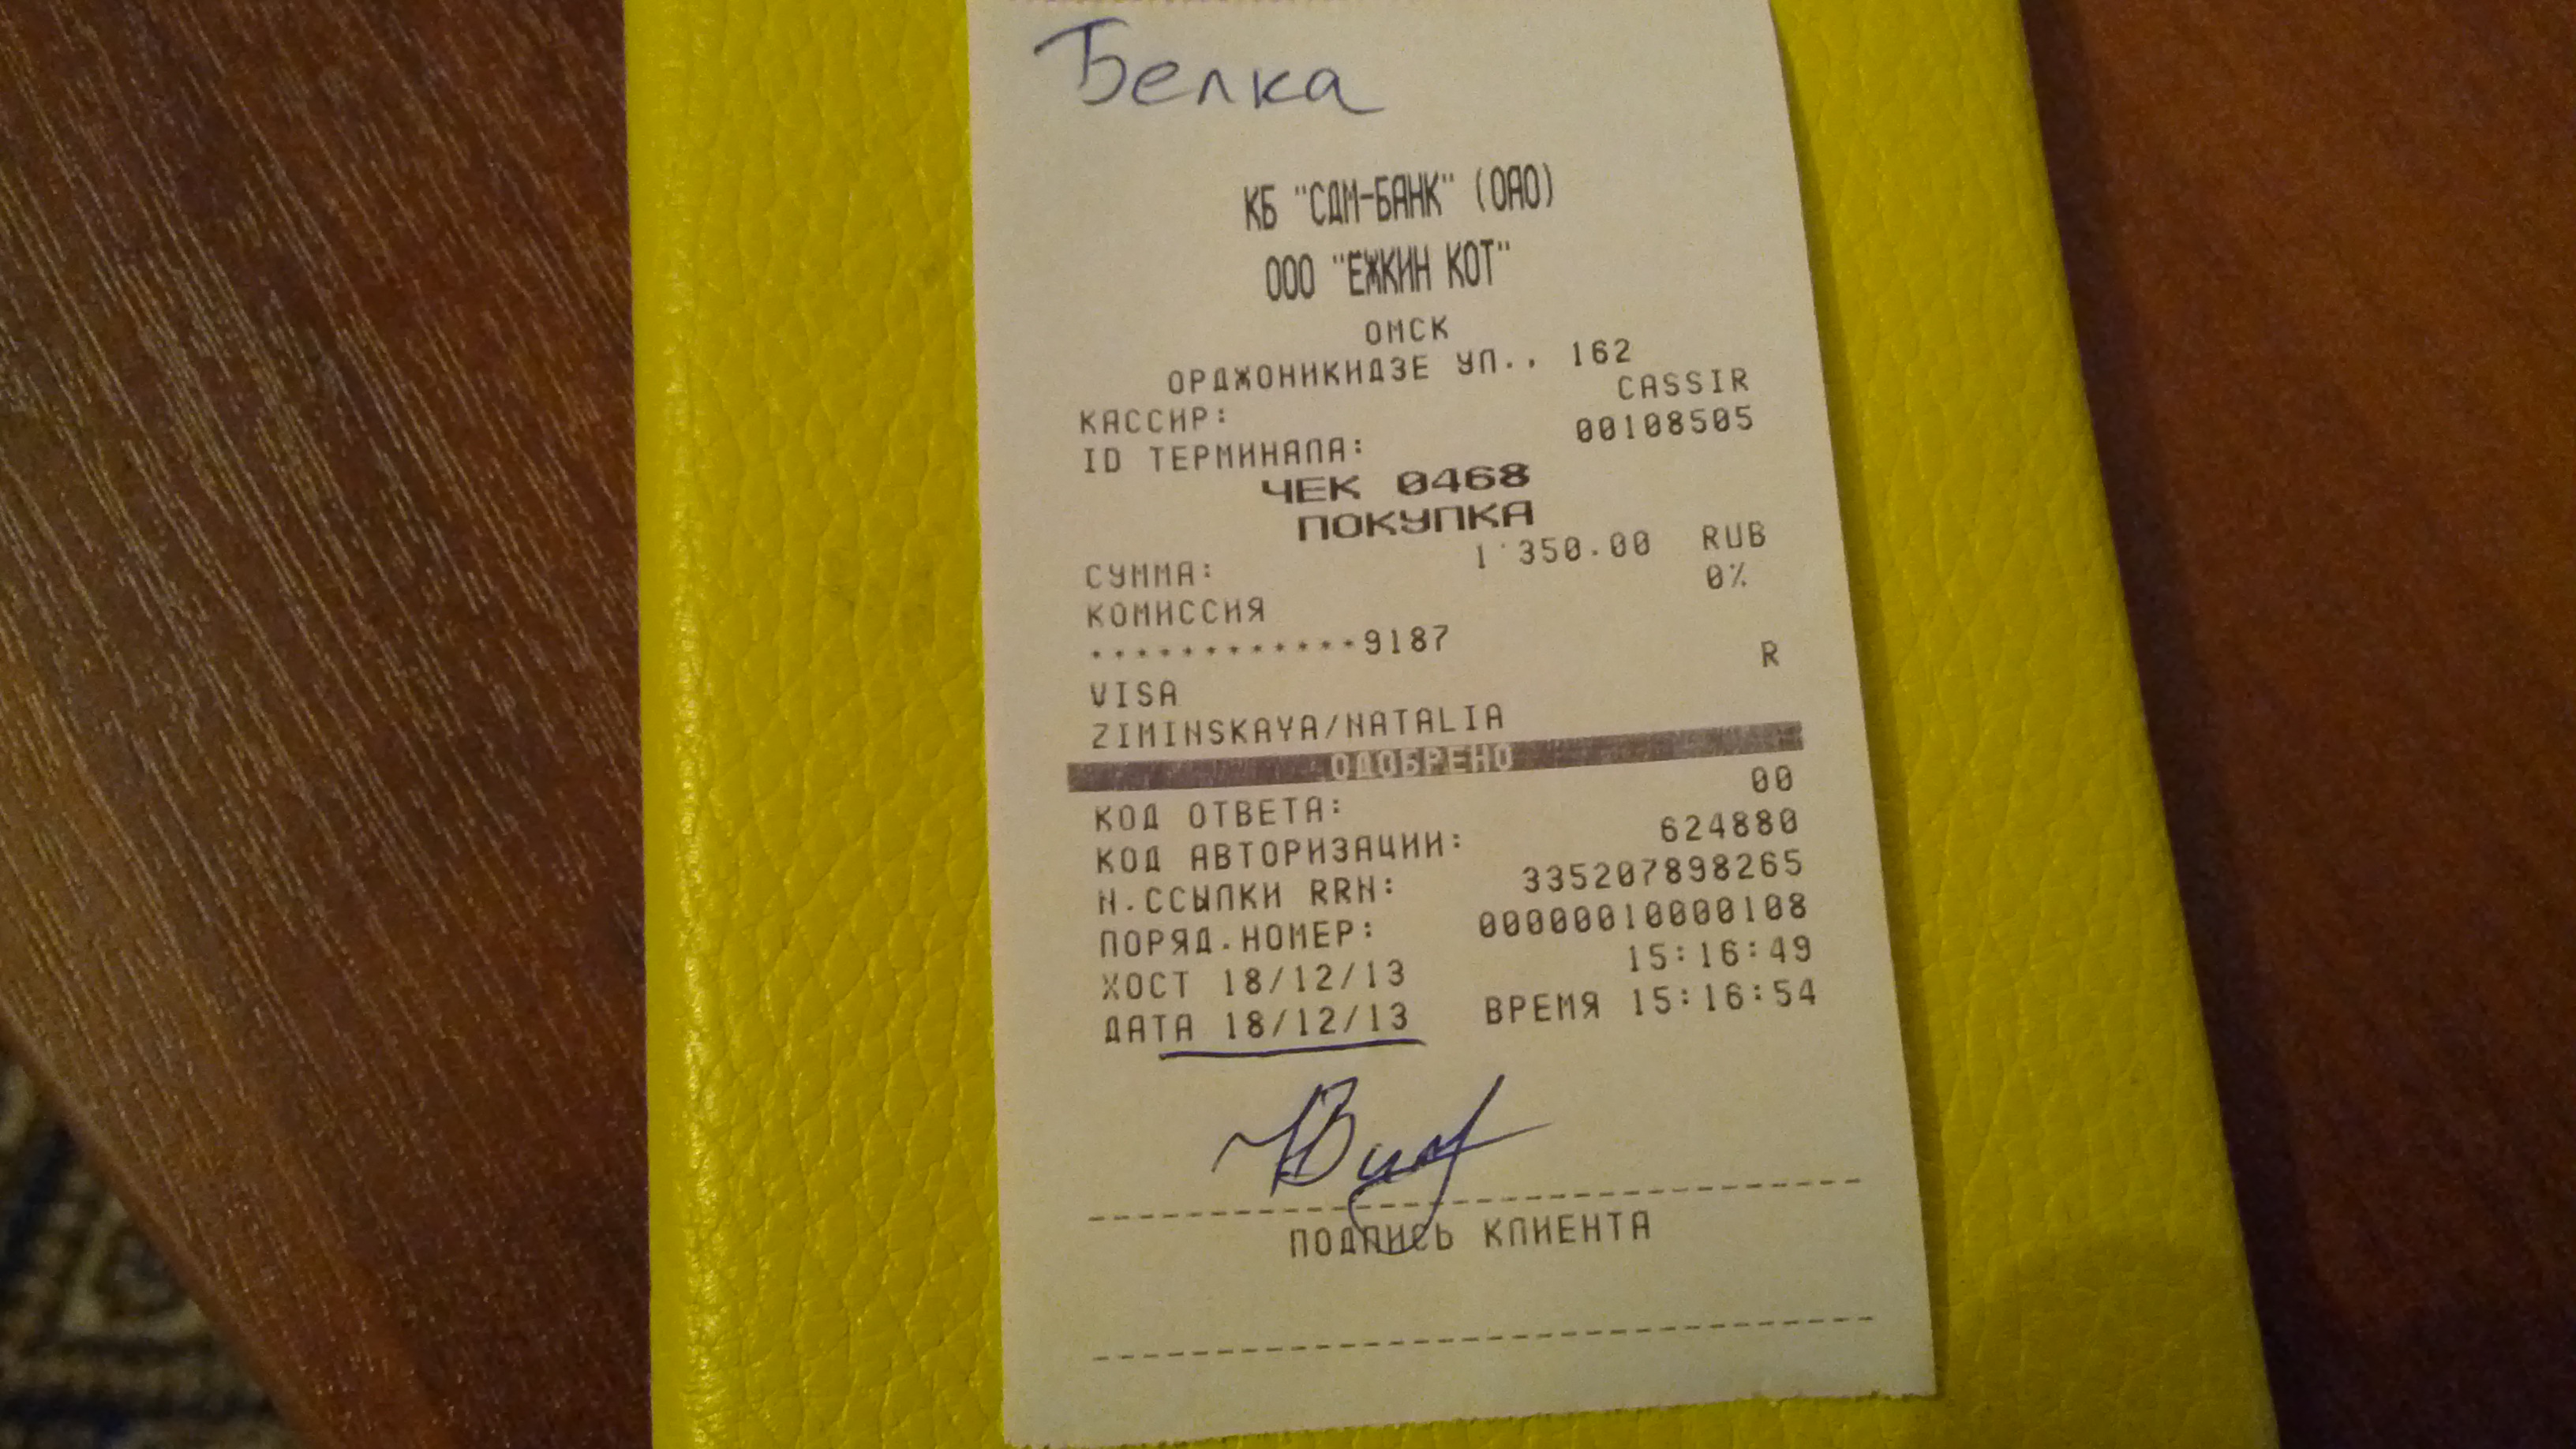 Белка
КБ "СДМ-БАНК" (ОАО)
ООО "ЕЖКИН КОТ"
ОМСК
ОРДЖОНИКИДЗЕ УЛ., 162
КАССИР: CASSIR
ID ТЕРМИНАЛА: 00108505
ЧЕК 0468
ПОКУПКА
СУММА: 1'350.00 RUB
КОМИССИЯ 0%
************9187 R
VISA
ZIMINSKAYA/NATALIA
ОДОБРЕНО
КОД ОТВЕТА: 00
КОД АВТОРИЗАЦИИ: 624880
N.ССЫЛКИ RRN: 335207898265
ПОРЯД.НОМЕР: 00000010000108
ХОСТ 18/12/13 15:16:49
ДАТА 18/12/13 ВРЕМЯ 15:16:54
ПОДПИСЬ КЛИЕНТА